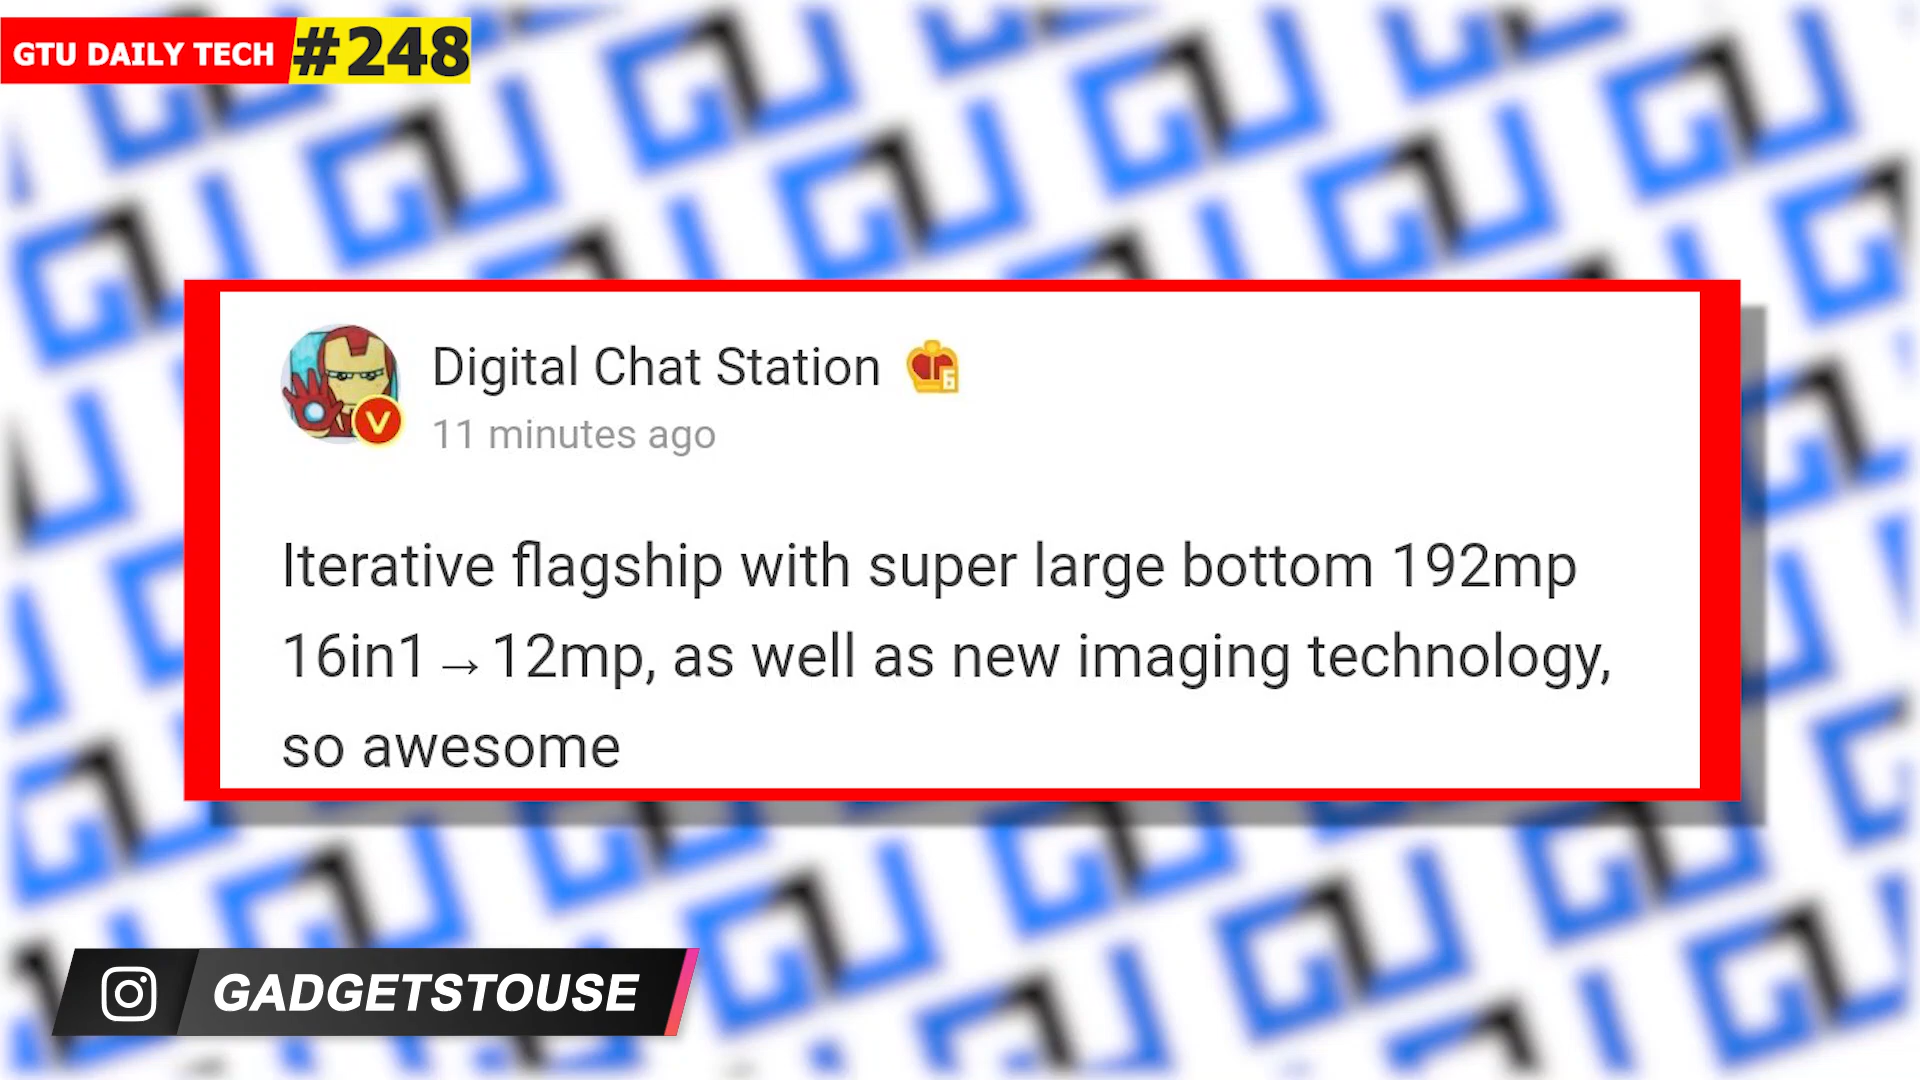 GTU DAILY TECH #248
Digital Chat Station
6
V
11 minutes ago
Iterative flagship with super large bottom 192mp
16in1→12mp, as well as new imaging technology,
so awesome
GADGETSTOUSE